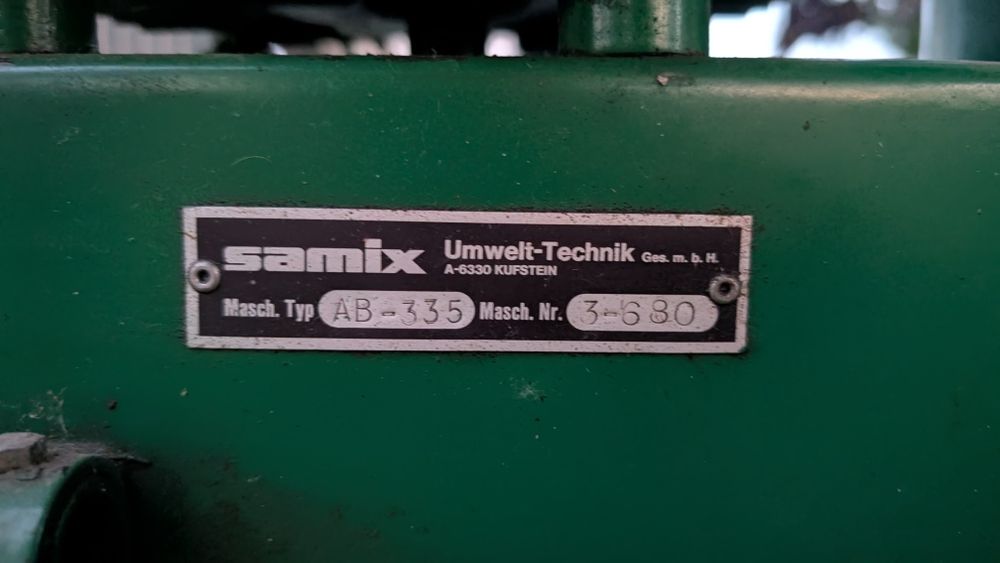 samix Umwelt-Technik Ges. m. b. H.
A-6330 KUFSTEIN
Masch. Typ AB-335 Masch. Nr. 3-680